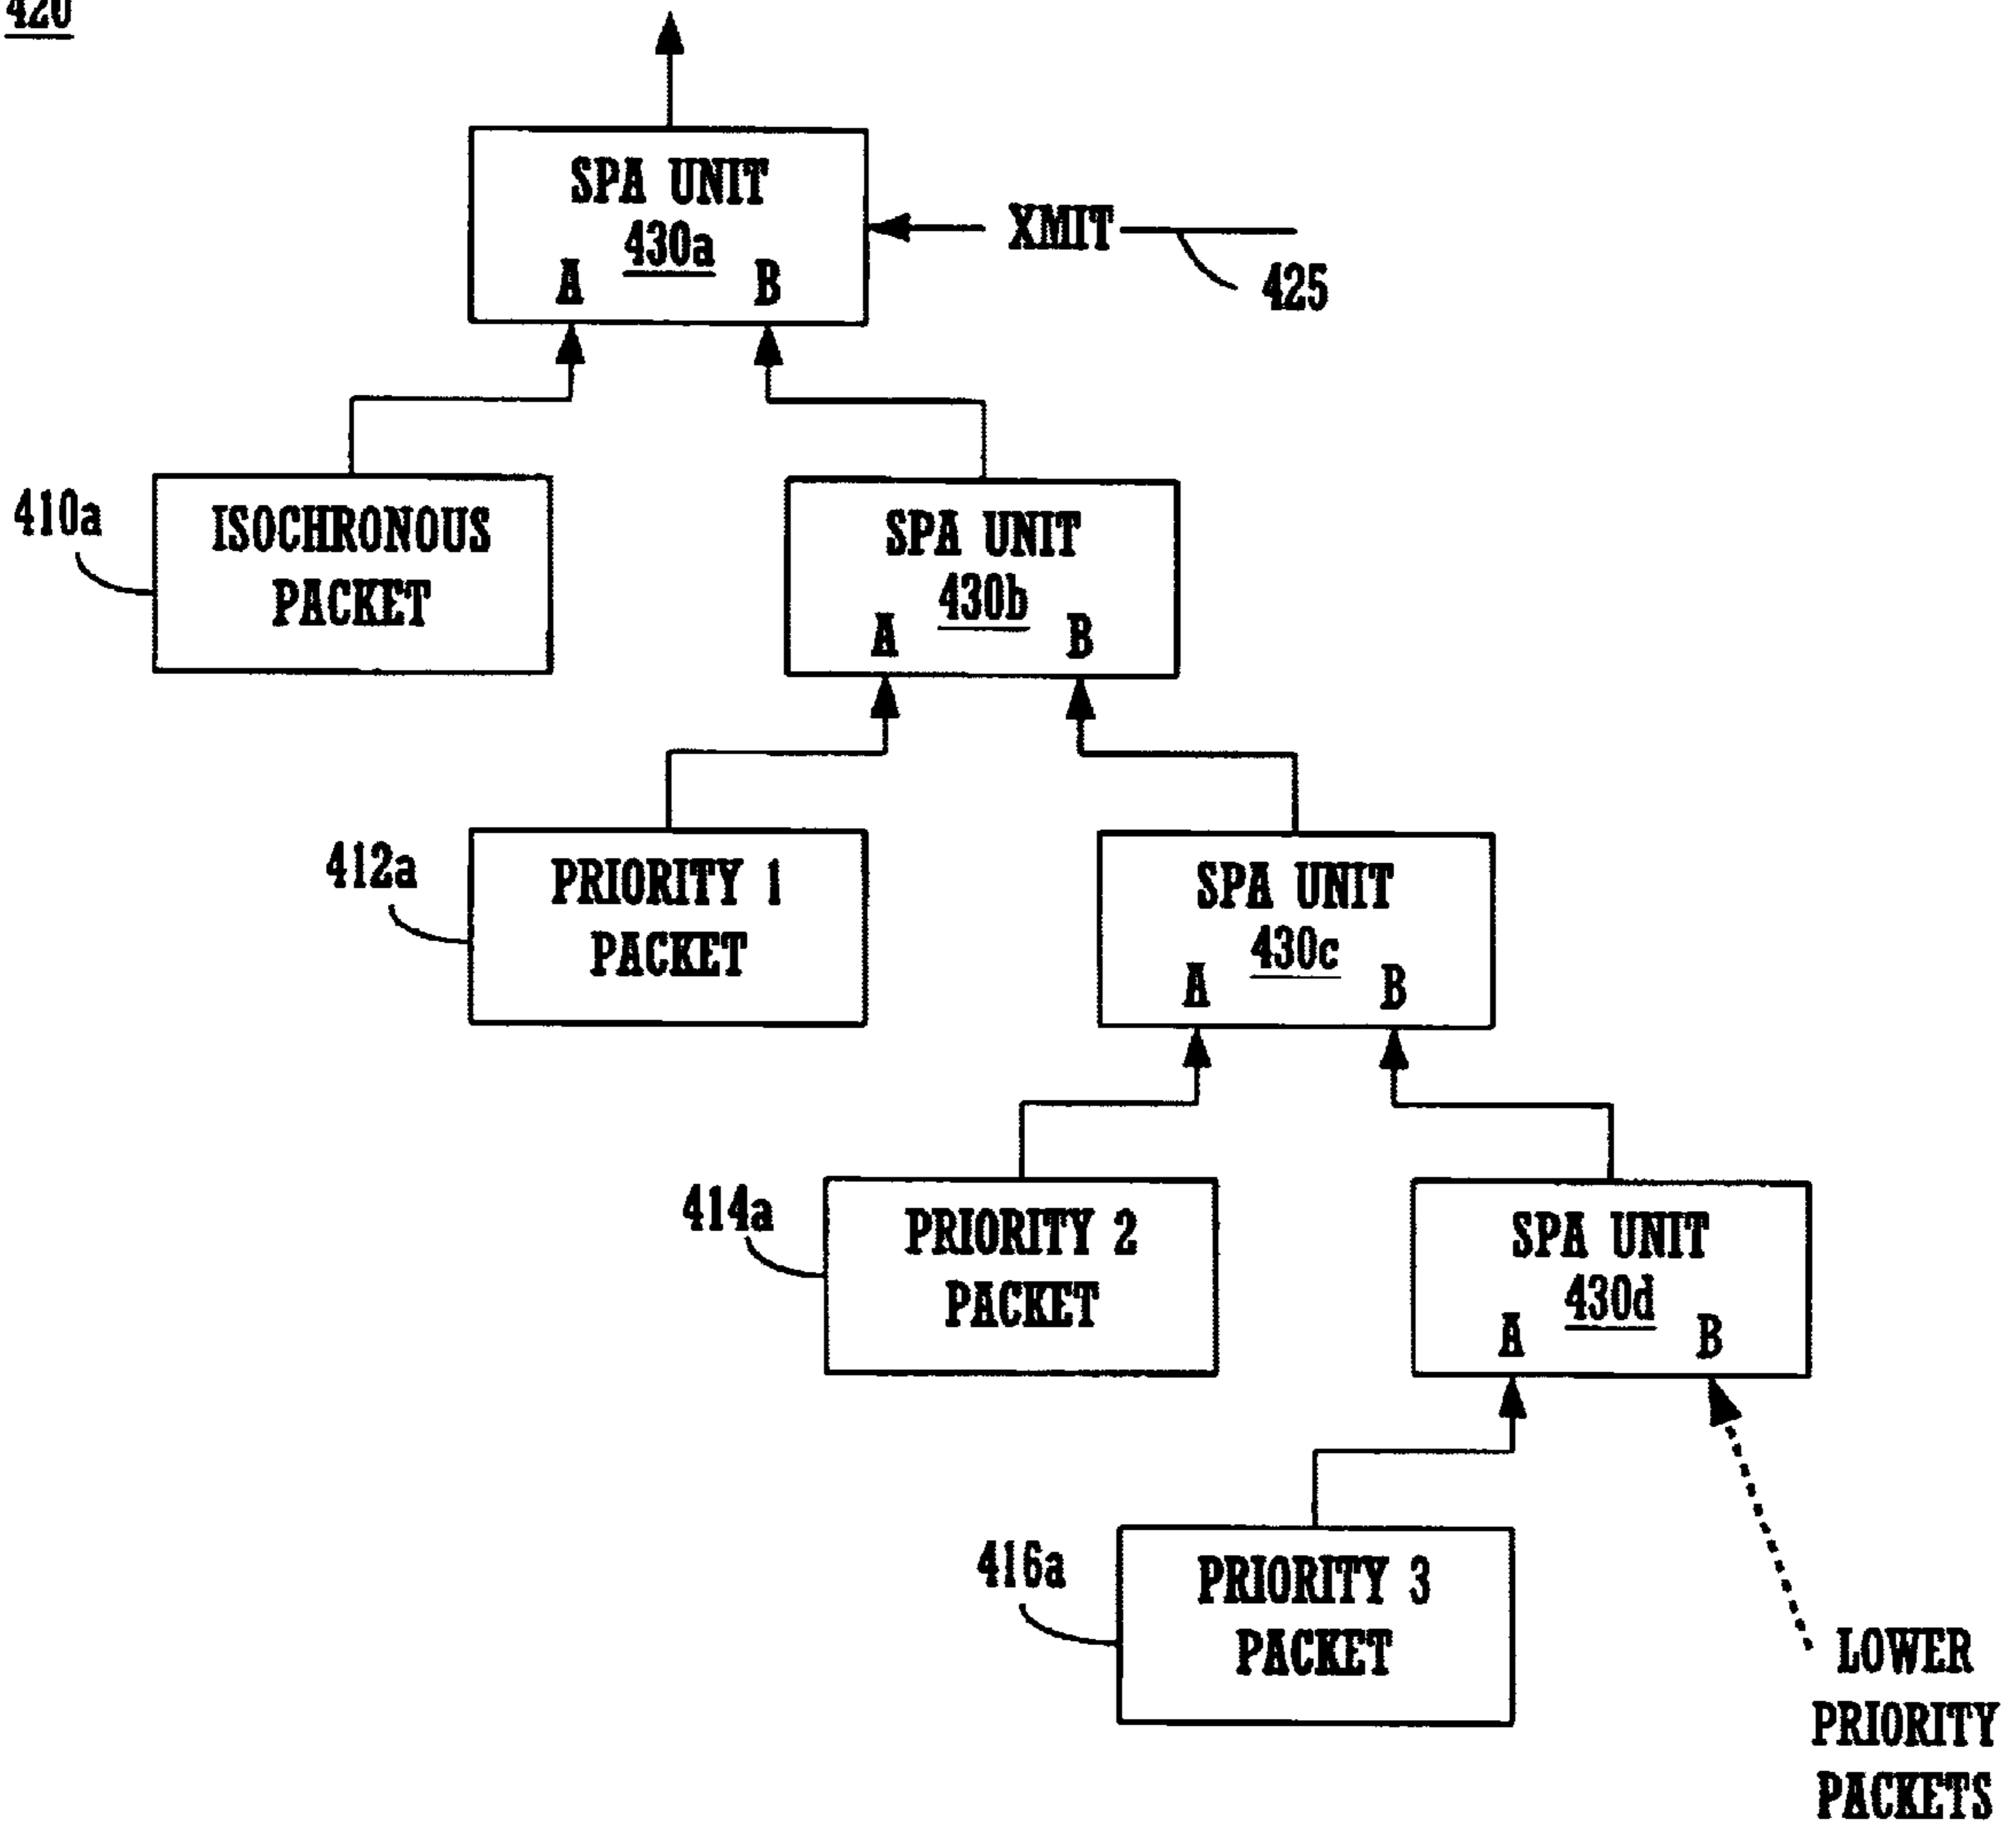 420
SPA UNIT
430a
A B
XMIT
425
410a
ISOCHRONOUS
PACKET
SPA UNIT
430b
A B
412a
PRIORITY 1
PACKET
SPA UNIT
430c
A B
414a
PRIORITY 2
PACKET
SPA UNIT
430d
A B
416a
PRIORITY 3
PACKET
LOWER
PRIORITY
PACKETS